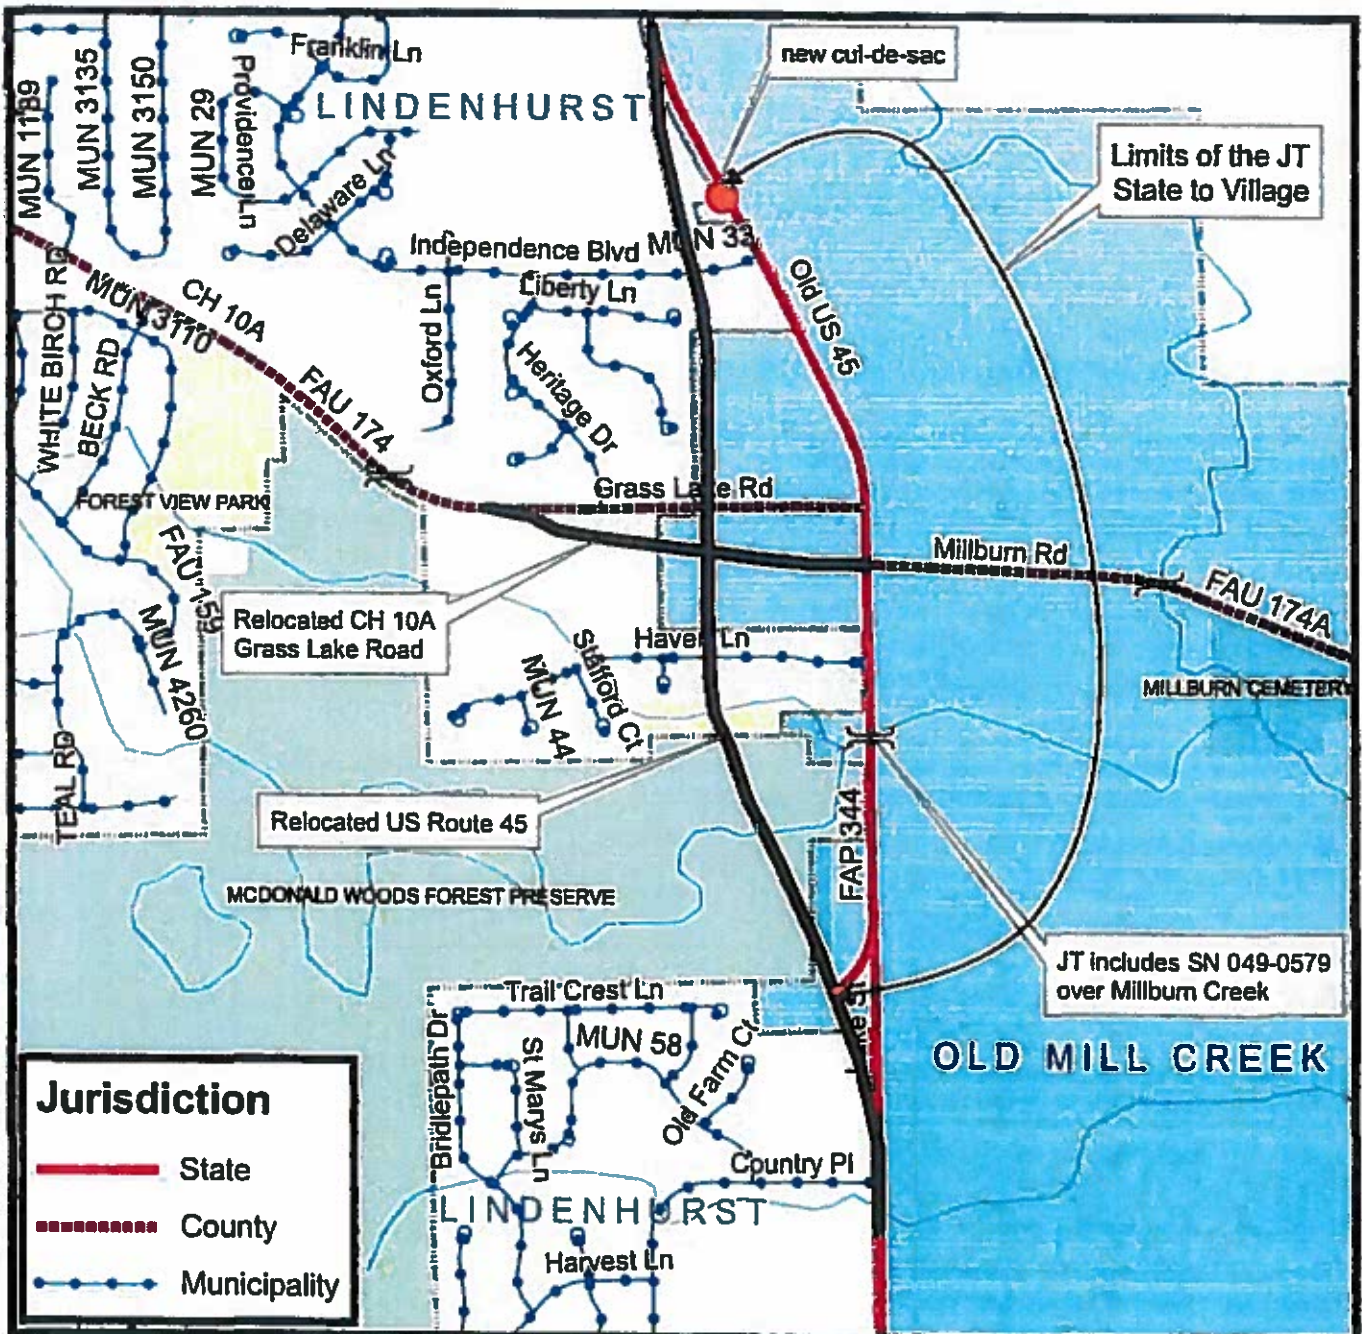 new cul-de-sac
Franklin Ln
LINDENHURST
MUN 1189
MUN 3135
MUN 3150
MUN 29
Providence Ln
Delaware Ln
Limits of the JT
State to Village
Independence Blvd
MUN 33
WHITE BIRCH RD
MUN 3110
CH 10A
Liberty Ln
Old US 45
Oxford Ln
BECK RD
Heritage Dr
FAU 174
Grass Lake Rd
FOREST VIEW PARK
Millburn Rd
FAU 159
FAU 174A
Relocated CH 10A
Grass Lake Road
MUN 4260
Haven Ln
Stafford Ct
MUN 44
MILLBURN CEMETERY
TEAL RD
Relocated US Route 45
FAP 344
MCDONALD WOODS FOREST PRESERVE
JT includes SN 049-0579
over Millburn Creek
Trail Crest Ln
Bridlepath Dr
St Marys Ln
MUN 58
Old Farm Ct
OLD MILL CREEK
Country Pl
LINDENHURST
Harvest Ln
Jurisdiction
State
County
Municipality